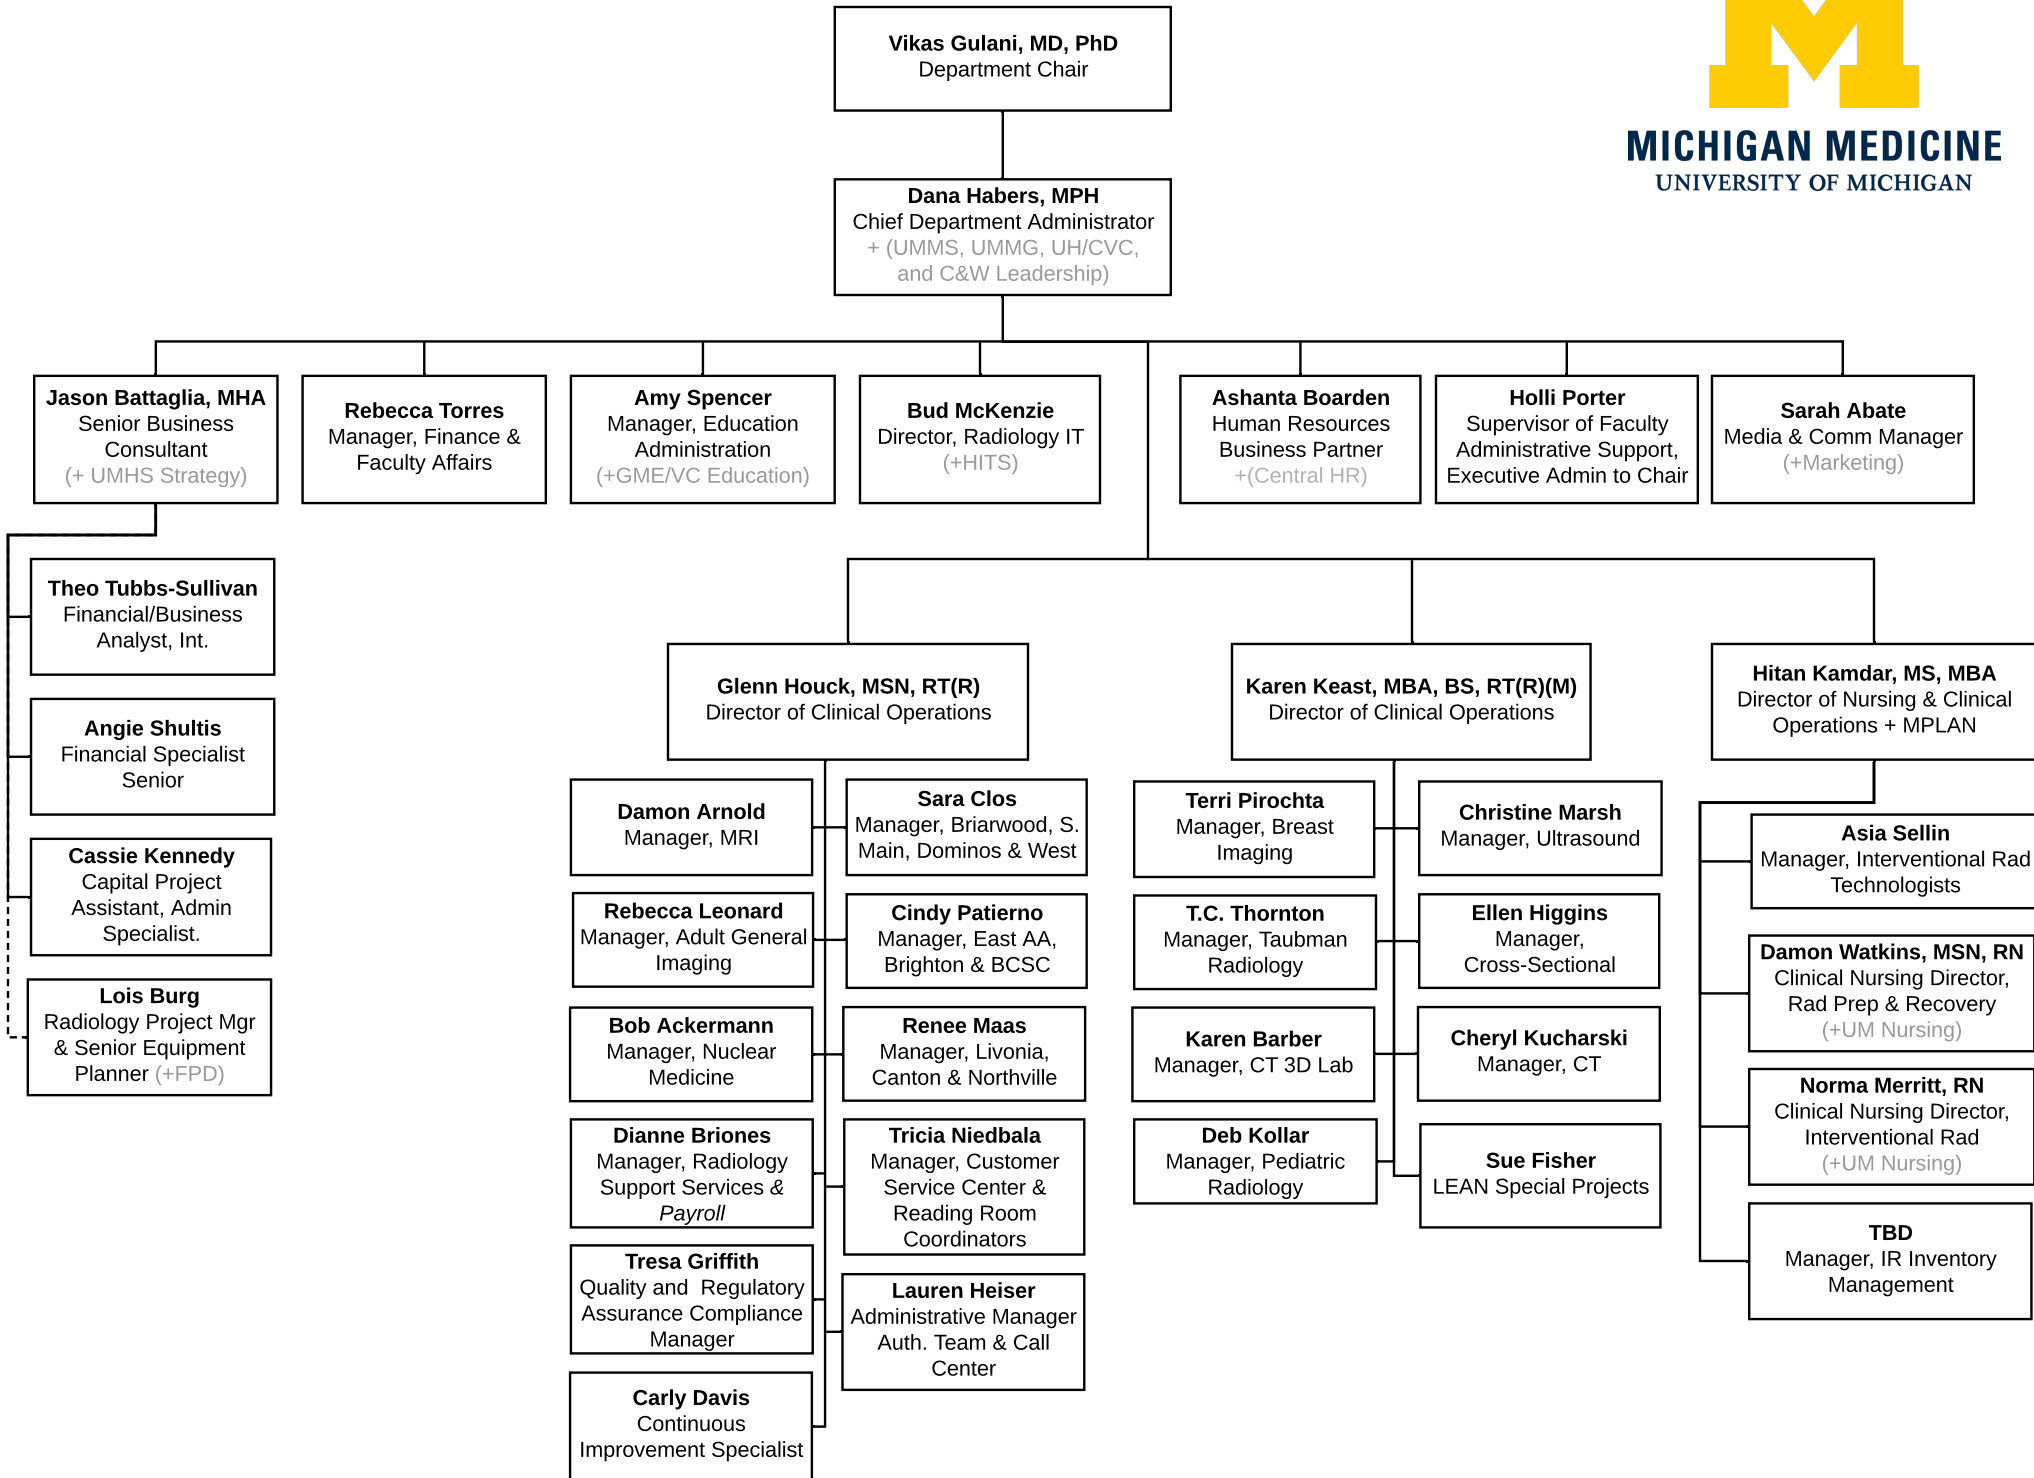 Vikas Gulani, MD, PhD
Department Chair
MICHIGAN MEDICINE
UNIVERSITY OF MICHIGAN
Dana Habers, MPH
Chief Department Administrator
+ (UMMS, UMMG, UH/CVC,
and C&W Leadership)
Jason Battaglia, MHA
Senior Business
Consultant
(+ UMHS Strategy)
Rebecca Torres
Manager, Finance &
Faculty Affairs
Amy Spencer
Manager, Education
Administration
(+GME/VC Education)
Bud McKenzie
Director, Radiology IT
(+HITS)
Ashanta Boarden
Human Resources
Business Partner
+(Central HR)
Holli Porter
Supervisor of Faculty
Administrative Support,
Executive Admin to Chair
Sarah Abate
Media & Comm Manager
(+Marketing)
Theo Tubbs-Sullivan
Financial/Business
Analyst, Int.
Angie Shultis
Financial Specialist
Senior
Cassie Kennedy
Capital Project
Assistant, Admin
Specialist.
Lois Burg
Radiology Project Mgr
& Senior Equipment
Planner (+FPD)
Glenn Houck, MSN, RT(R)
Director of Clinical Operations
Damon Arnold
Manager, MRI
Sara Clos
Manager, Briarwood, S.
Main, Dominos & West
Rebecca Leonard
Manager, Adult General
Imaging
Cindy Patierno
Manager, East AA,
Brighton & BCSC
Bob Ackermann
Manager, Nuclear
Medicine
Renee Maas
Manager, Livonia,
Canton & Northville
Dianne Briones
Manager, Radiology
Support Services &
Payroll
Tricia Niedbala
Manager, Customer
Service Center &
Reading Room
Coordinators
Tresa Griffith
Quality and  Regulatory
Assurance Compliance
Manager
Lauren Heiser
Administrative Manager
Auth. Team & Call
Center
Carly Davis
Continuous
Improvement Specialist
Karen Keast, MBA, BS, RT(R)(M)
Director of Clinical Operations
Terri Pirochta
Manager, Breast
Imaging
Christine Marsh
Manager, Ultrasound
T.C. Thornton
Manager, Taubman
Radiology
Ellen Higgins
Manager,
Cross-Sectional
Karen Barber
Manager, CT 3D Lab
Cheryl Kucharski
Manager, CT
Deb Kollar
Manager, Pediatric
Radiology
Sue Fisher
LEAN Special Projects
Hitan Kamdar, MS, MBA
Director of Nursing & Clinical
Operations + MPLAN
Asia Sellin
Manager, Interventional Rad
Technologists
Damon Watkins, MSN, RN
Clinical Nursing Director,
Rad Prep & Recovery
(+UM Nursing)
Norma Merritt, RN
Clinical Nursing Director,
Interventional Rad
(+UM Nursing)
TBD
Manager, IR Inventory
Management